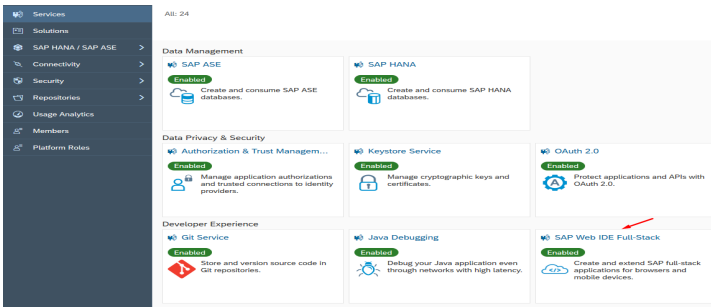 Services
Solutions
SAP HANA / SAP ASE
Connectivity
Security
Repositories
Usage Analytics
Members
Platform Roles
All: 24
Data Management
SAP ASE
Enabled
Create and consume SAP ASE
databases.
SAP HANA
Enabled
Create and consume SAP HANA
databases.
Data Privacy & Security
Authorization & Trust Managem...
Enabled
Manage application authorizations
and trusted connections to identity
providers.
Keystore Service
Enabled
Manage cryptographic keys and
certificates.
OAuth 2.0
Enabled
Protect applications and APIs with
OAuth 2.0.
Developer Experience
Git Service
Enabled
Store and version source code in
Git repositories.
Java Debugging
Enabled
Debug your Java application even
through networks with high latency.
SAP Web IDE Full-Stack
Enabled
Create and extend SAP full-stack
applications for browsers and
mobile devices.